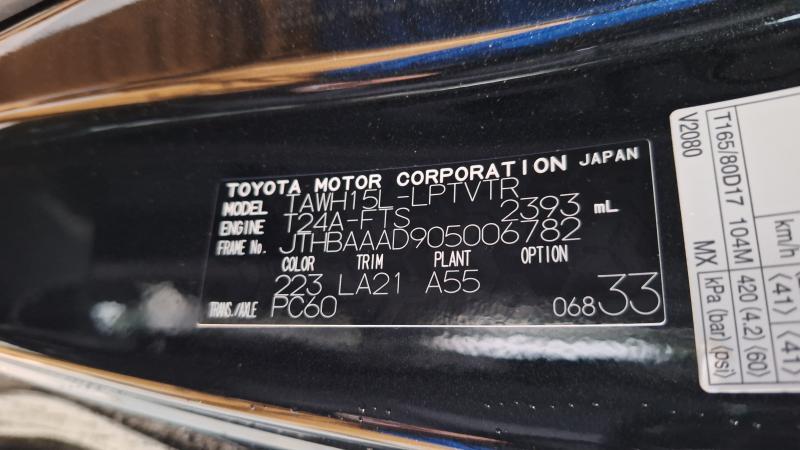 TOYOTA MOTOR CORPORATION JAPAN
MODEL TAWH15L-LPTVTR
ENGINE T24A-FTS 2393 mL
FRAME No. JTHBAAAD905006782
COLOR TRIM PLANT OPTION
223 LA21 A55
TRANS./AXLE PC60 06833
V2080 MX kPa (bar) (psi)
T165/80D17 104M 420 (4.2) (60)
km/h
(41) (41)